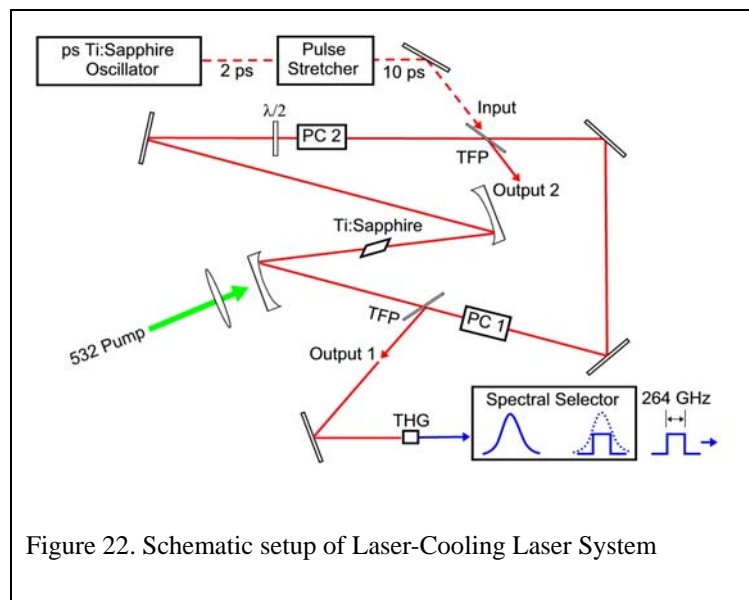 ps Ti:Sapphire
Oscillator
2 ps
Pulse
Stretcher
10 ps
Input
λ/2
PC 2
TFP
Output 2
Ti:Sapphire
532 Pump
TFP
PC 1
Output 1
THG
Spectral Selector
264 GHz
Figure 22. Schematic setup of Laser-Cooling Laser System